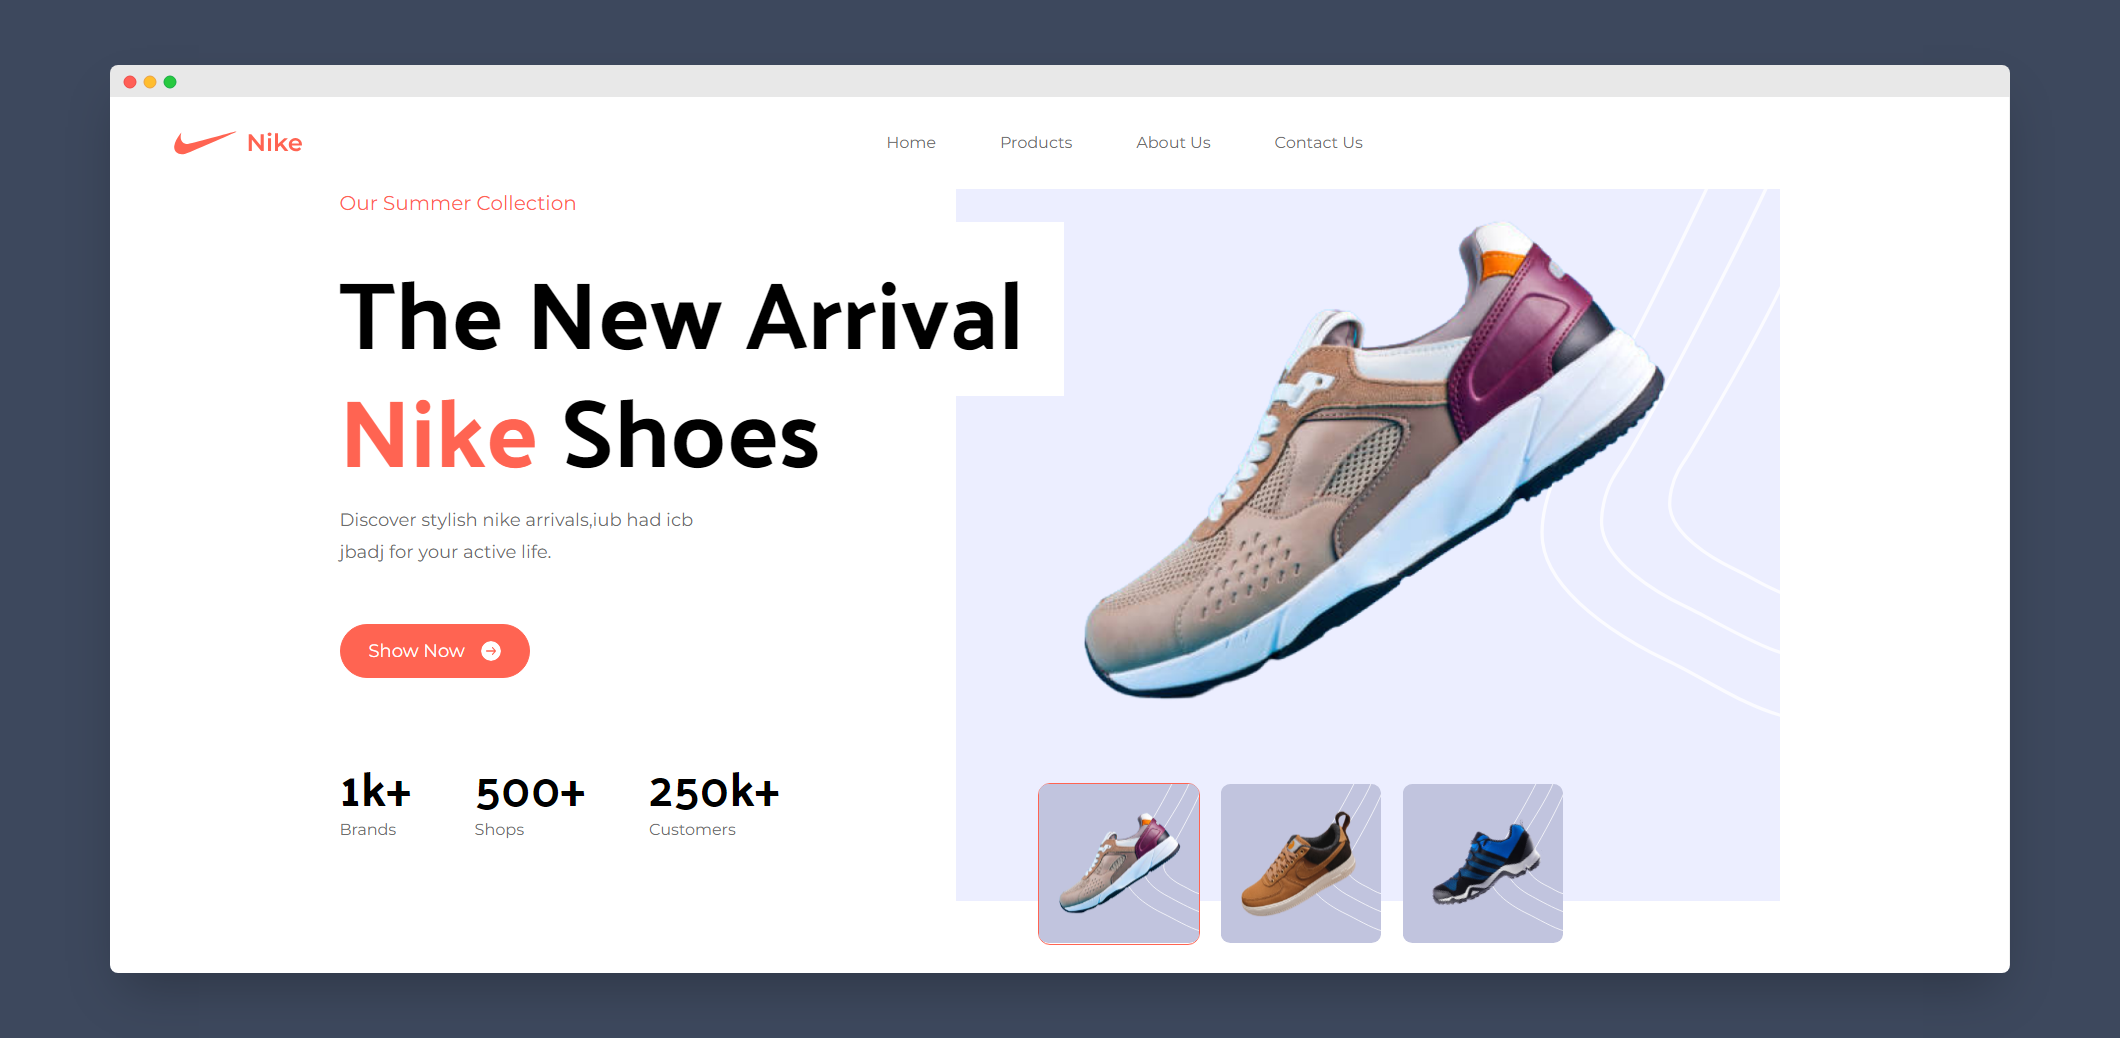 Nike
Home
Products
About Us
Contact Us
Our Summer Collection
The New Arrival
Nike Shoes
Discover stylish nike arrivals,iub had icb
jbadj for your active life.
Show Now
1k+
Brands
500+
Shops
250k+
Customers